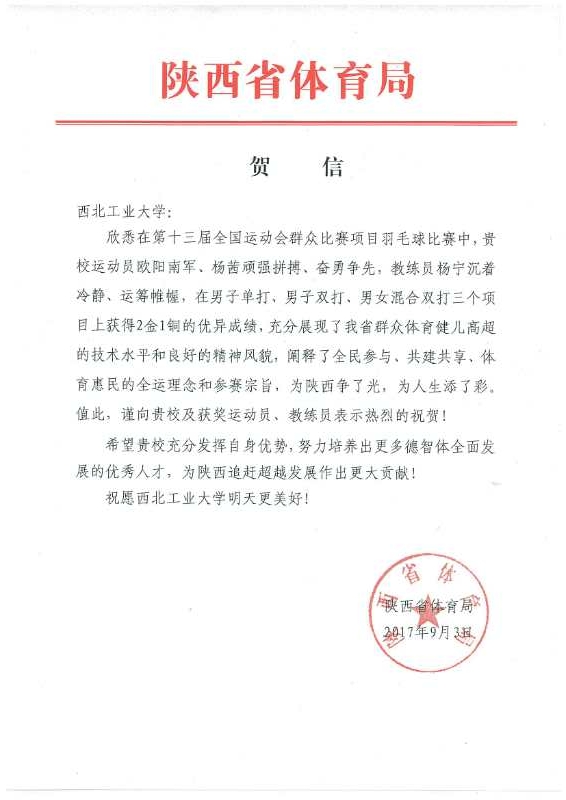 陕西省体育局
贺 信
西北工业大学:
欣悉在第十三届全国运动会群众比赛项目羽毛球比赛中,贵
校运动员欧阳南军、杨茜顽强拼搏、奋勇争先,教练员杨宁沉着
冷静、运筹帷幄,在男子单打、男子双打、男女混合双打三个项
目上获得2金1铜的优异成绩,充分展现了我省群众体育健儿高超
的技术水平和良好的精神风貌,阐释了全民参与、共建共享、体
育惠民的全运理念和参赛宗旨,为陕西争了光,为人生添了彩。
值此,谨向贵校及获奖运动员、教练员表示热烈的祝贺!
希望贵校充分发挥自身优势,努力培养出更多德智体全面发
展的优秀人才,为陕西追赶超越发展作出更大贡献!
祝愿西北工业大学明天更美好!
陕西省体育局
陕西省体育局
2017年9月3日